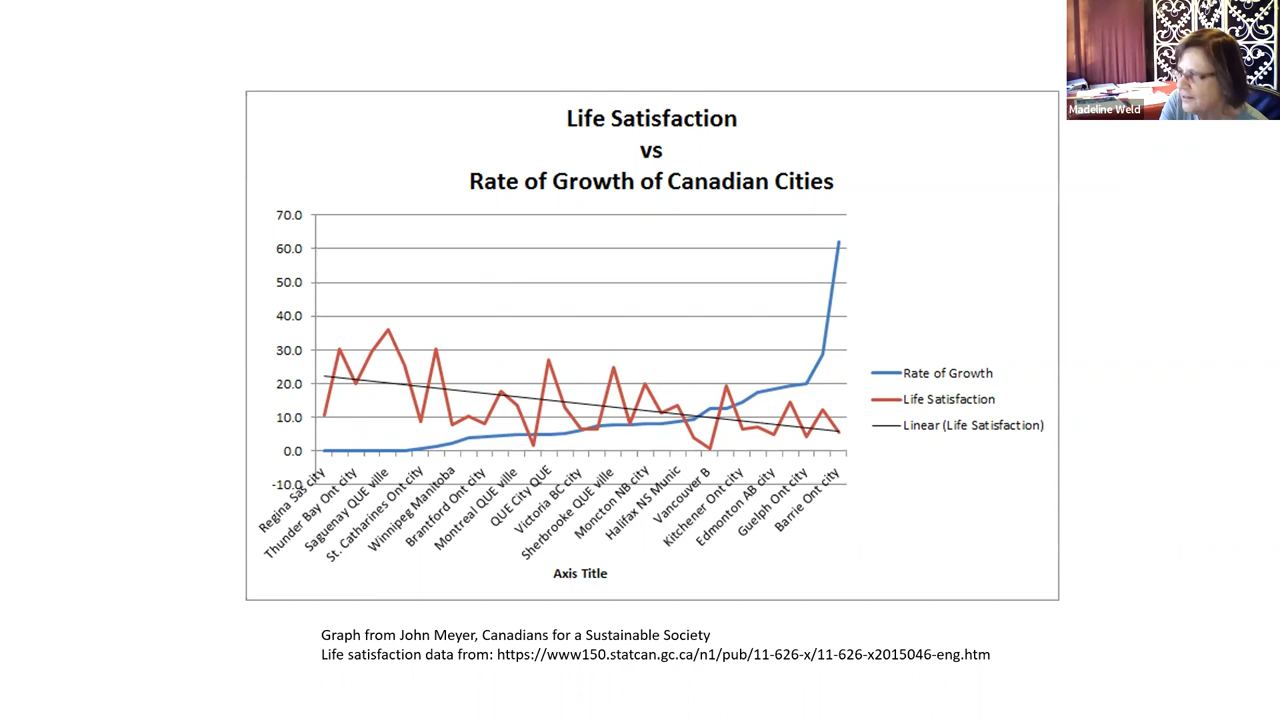 Madeline Weld
Life Satisfaction
vs
Rate of Growth of Canadian Cities
70.0
60.0
50.0
40.0
30.0
20.0
10.0
0.0
-10.0
Regina Sas city
Thunder Bay Ont city
Saguenay QUE ville
St. Catharines Ont city
Winnipeg Manitoba
Brantford Ont city
Montreal QUE ville
QUE City QUE
Victoria BC city
Sherbrooke QUE ville
Moncton NB city
Halifax NS Munic
Vancouver B
Kitchener Ont city
Edmonton AB city
Guelph Ont city
Barrie Ont city
Axis Title
Rate of Growth
Life Satisfaction
Linear (Life Satisfaction)
Graph from John Meyer, Canadians for a Sustainable Society
Life satisfaction data from: https://www150.statcan.gc.ca/n1/pub/11-626-x/11-626-x2015046-eng.htm